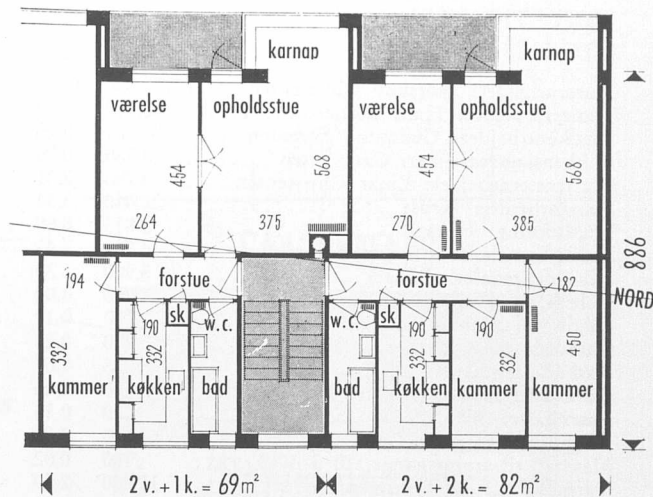 karnap
karnap
værelse
opholdsstue
værelse
opholdsstue
454
568
454
568
264
375
270
385
886
194
forstue
forstue
182
NORD
sk
w.c.
w.c.
sk
190
190
190
332
332
332
332
450
kammer
køkken
bad
bad
køkken
kammer
kammer
2 v. + 1 k. = 69 m²
2 v. + 2 k. = 82 m²